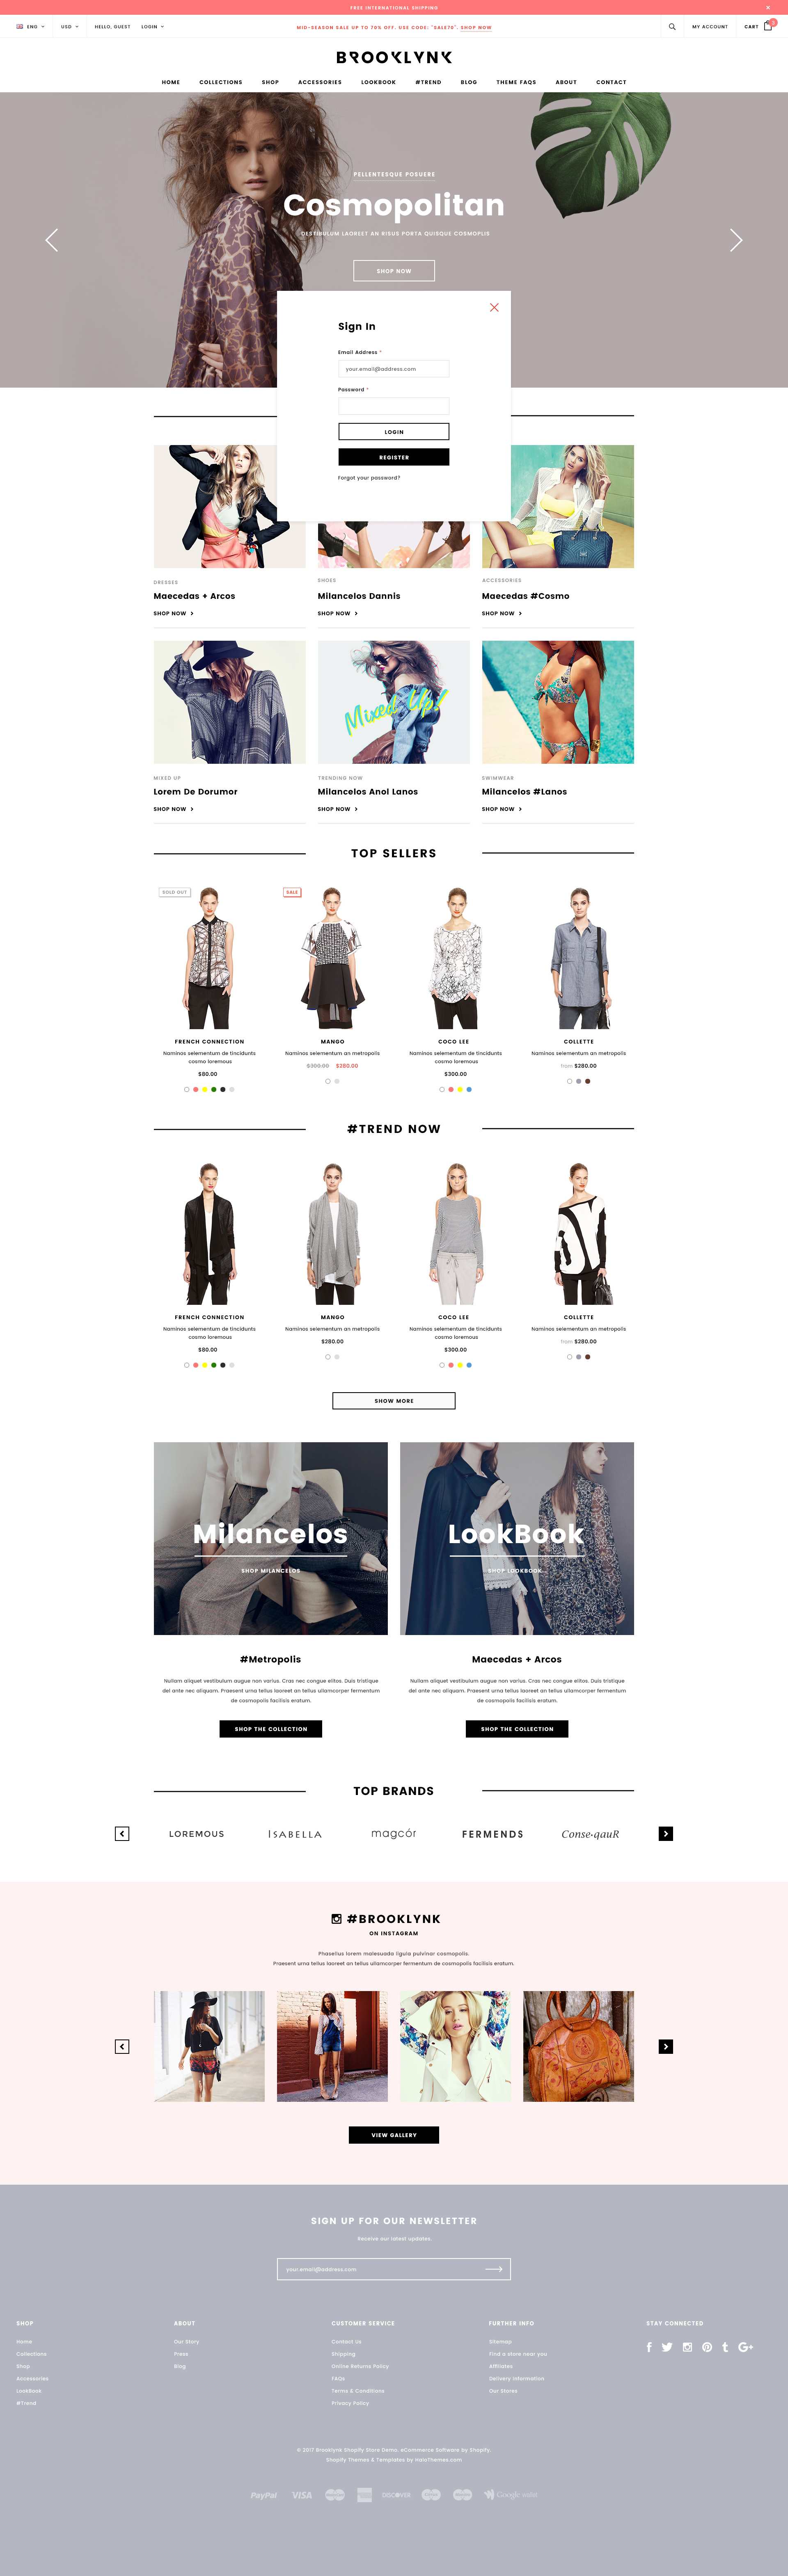 FREE INTERNATIONAL SHIPPING
ENG
USD
HELLO, GUEST
LOGIN
MID-SEASON SALE UP TO 70% OFF. USE CODE: "SALE70". SHOP NOW
MY ACCOUNT
CART
BROOKLYNK
HOME
COLLECTIONS
SHOP
ACCESSORIES
LOOKBOOK
#TREND
BLOG
THEME FAQS
ABOUT
CONTACT
PELLENTESQUE POSUERE
Cosmopolitan
DESTIBULUM LAOREET AN RISUS PORTA QUISQUE COSMOPLIS
SHOP NOW
Sign In
Email Address *
your.email@address.com
Password *
LOGIN
REGISTER
Forgot your password?
DRESSES
Maecedas + Arcos
SHOP NOW >
SHOES
Milancelos Dannis
SHOP NOW >
ACCESSORIES
Maecedas #Cosmo
SHOP NOW >
Mixed Up!
MIXED UP
Lorem De Dorumor
SHOP NOW >
TRENDING NOW
Milancelos Anol Lanos
SHOP NOW >
SWIMWEAR
Milancelos #Lanos
SHOP NOW >
TOP SELLERS
SOLD OUT
FRENCH CONNECTION
Naminos selementum de tincidunts
cosmo loremous
$80.00
SALE
MANGO
Naminos selementum an metropolis
$300.00 $280.00
COCO LEE
Naminos selementum de tincidunts
cosmo loremous
$300.00
COLLETTE
Naminos selementum an metropolis
from $280.00
#TREND NOW
FRENCH CONNECTION
Naminos selementum de tincidunts
cosmo loremous
$80.00
MANGO
Naminos selementum an metropolis
$280.00
COCO LEE
Naminos selementum de tincidunts
cosmo loremous
$300.00
COLLETTE
Naminos selementum an metropolis
from $280.00
SHOW MORE
Milancelos
SHOP MILANCELOS
LookBook
SHOP LOOKBOOK
#Metropolis
Nullam aliquet vestibulum augue non varius. Cras nec congue elitos. Duis tristique
del ante nec aliquam. Praesent urna tellus laoreet an tellus ullamcorper fermentum
de cosmopolis facilisis eratum.
SHOP THE COLLECTION
Maecedas + Arcos
Nullam aliquet vestibulum augue non varius. Cras nec congue elitos. Duis tristique
del ante nec aliquam. Praesent urna tellus laoreet an tellus ullamcorper fermentum
de cosmopolis facilisis eratum.
SHOP THE COLLECTION
TOP BRANDS
LOREMOUS
ISABELLA
magcór
FERMENDS
Conse·qauR
#BROOKLYNK
ON INSTAGRAM
Phasellus lorem malesuada ligula pulvinar cosmopolis.
Praesent urna tellus laoreet an tellus ullamcorper fermentum de cosmopolis facilisis eratum.
VIEW GALLERY
SIGN UP FOR OUR NEWSLETTER
Receive our latest updates.
your.email@address.com
SHOP
Home
Collections
Shop
Accessories
LookBook
#Trend
ABOUT
Our Story
Press
Blog
CUSTOMER SERVICE
Contact Us
Shipping
Online Returns Policy
FAQs
Terms & Conditions
Privacy Policy
FURTHER INFO
Sitemap
Find a store near you
Affilates
Delivery Information
Our Stores
STAY CONNECTED
© 2017 Brooklynk Shopify Store Demo. eCommerce Software by Shopify.
Shopify Themes & Templates by HaloThemes.com
PayPal
VISA
DISCOVER
Google wallet